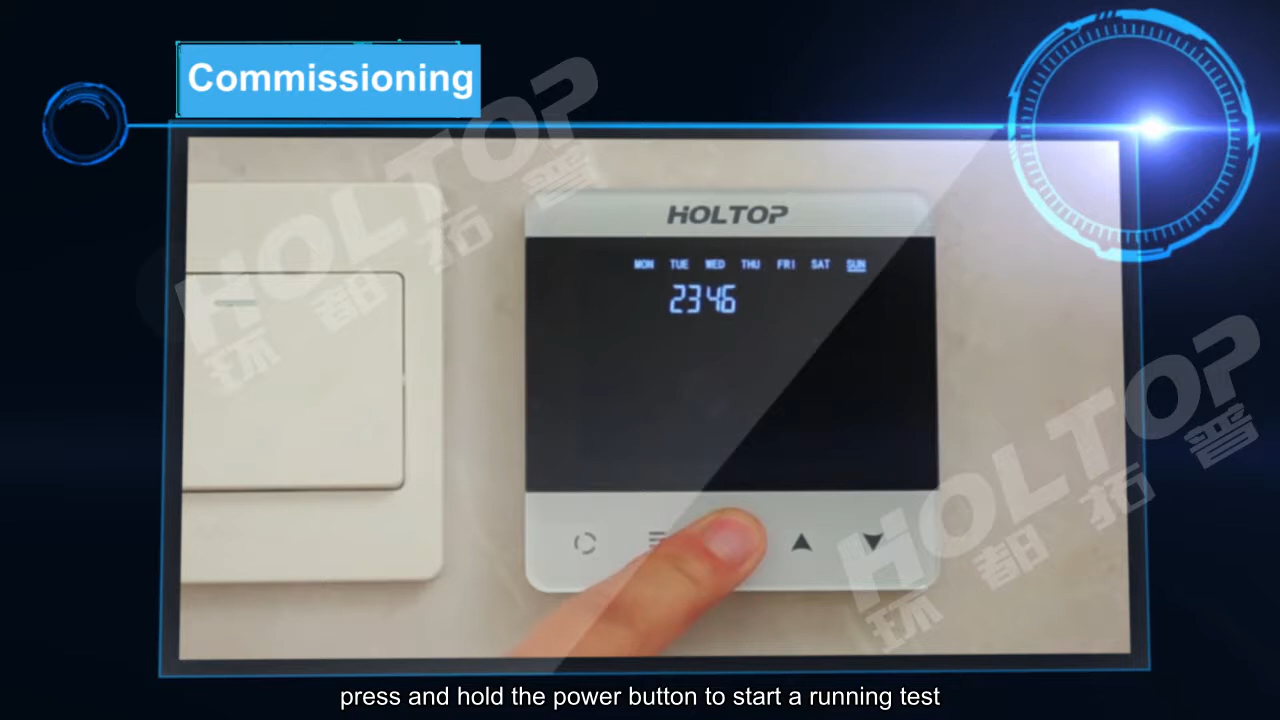 Commissioning
HOLTOP
MON TUE WED THU FRI SAT SUN
2346
HOLTOP
环都拓普
HOLTOP
环都拓普
press and hold the power button to start a running test